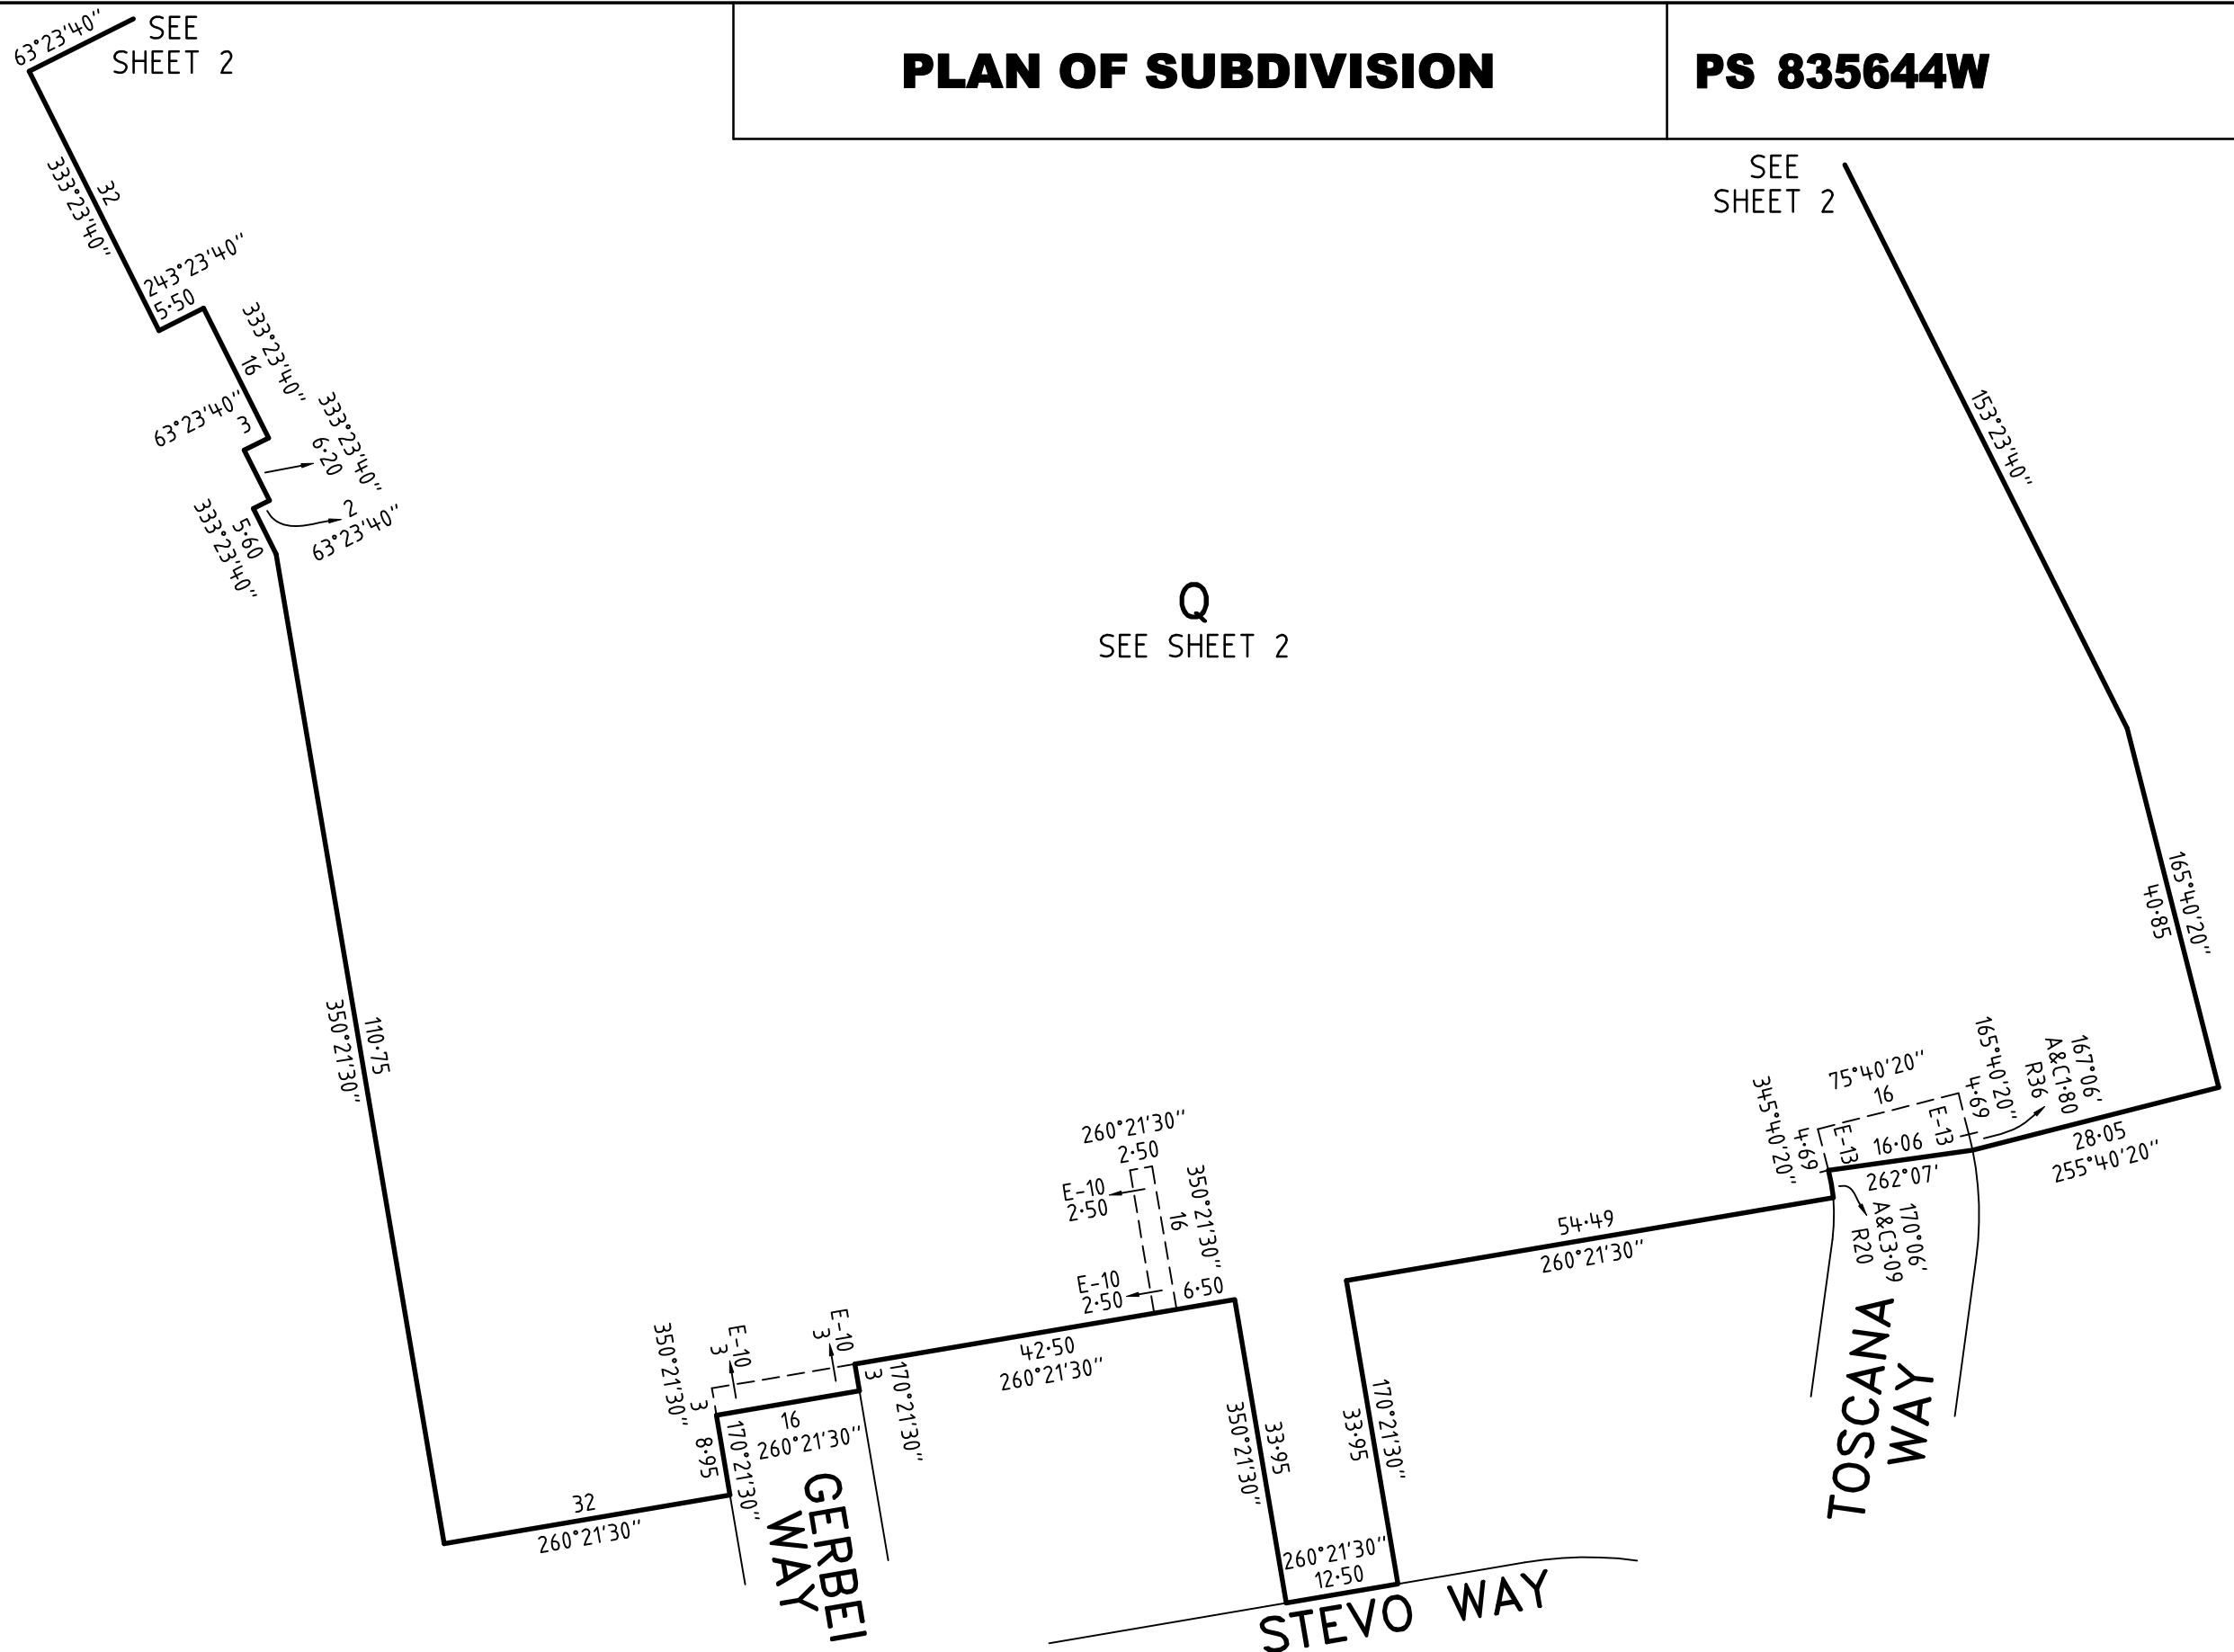 63°23'40"
SEE
SHEET 2
PLAN OF SUBDIVISION
PS 835644W
SEE
SHEET 2
32
333°23'40"
243°23'40"
5·50
333°23'40"
16
63°23'40"
3
333°23'40"
6·20
2
63°23'40"
5·60
333°23'40"
153°23'40"
Q
SEE SHEET 2
165°40'20"
40·85
110·75
350°21'30"
75°40'20"
16
345°40'20"
4·69
E-13
16·06
262°07'
E-13
4·69
165°40'20"
167°06'
A&C1·80
R36
28·05
255°40'20"
170°06'
A&C3·09
R20
260°21'30"
2·50
E-10
2·50
350°21'30"
16
E-10
2·50
6·50
54·49
260°21'30"
42·50
260°21'30"
350°21'30"
3
E-10
3
E-10
3
3
170°21'30"
16
260°21'30"
8·95
170°21'30"
33·95
350°21'30"
170°21'30"
33·95
32
260°21'30"
260°21'30"
12·50
GERBEI
WAY
STEVO WAY
TOSCANA
WAY